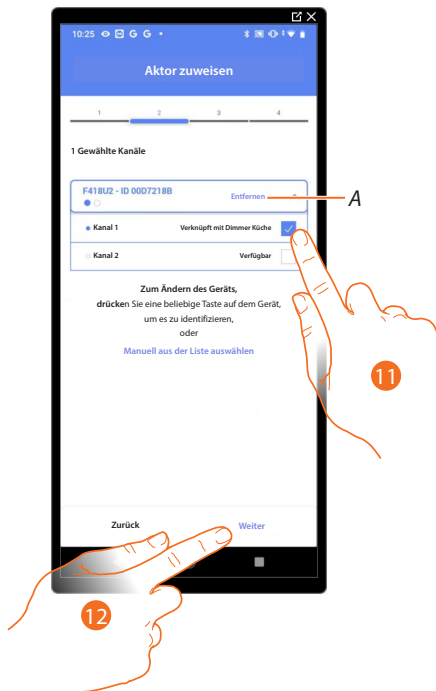 10:25 G G
Aktor zuweisen
1 2 3 4
1 Gewählte Kanäle
F418U2 - ID 00D7218B Entfernen A
Kanal 1 Verknüpft mit Dimmer Küche
Kanal 2 Verfügbar
Zum Ändern des Geräts,
drücken Sie eine beliebige Taste auf dem Gerät,
um es zu identifizieren,
oder
Manuell aus der Liste auswählen
11
Zurück Weiter
12